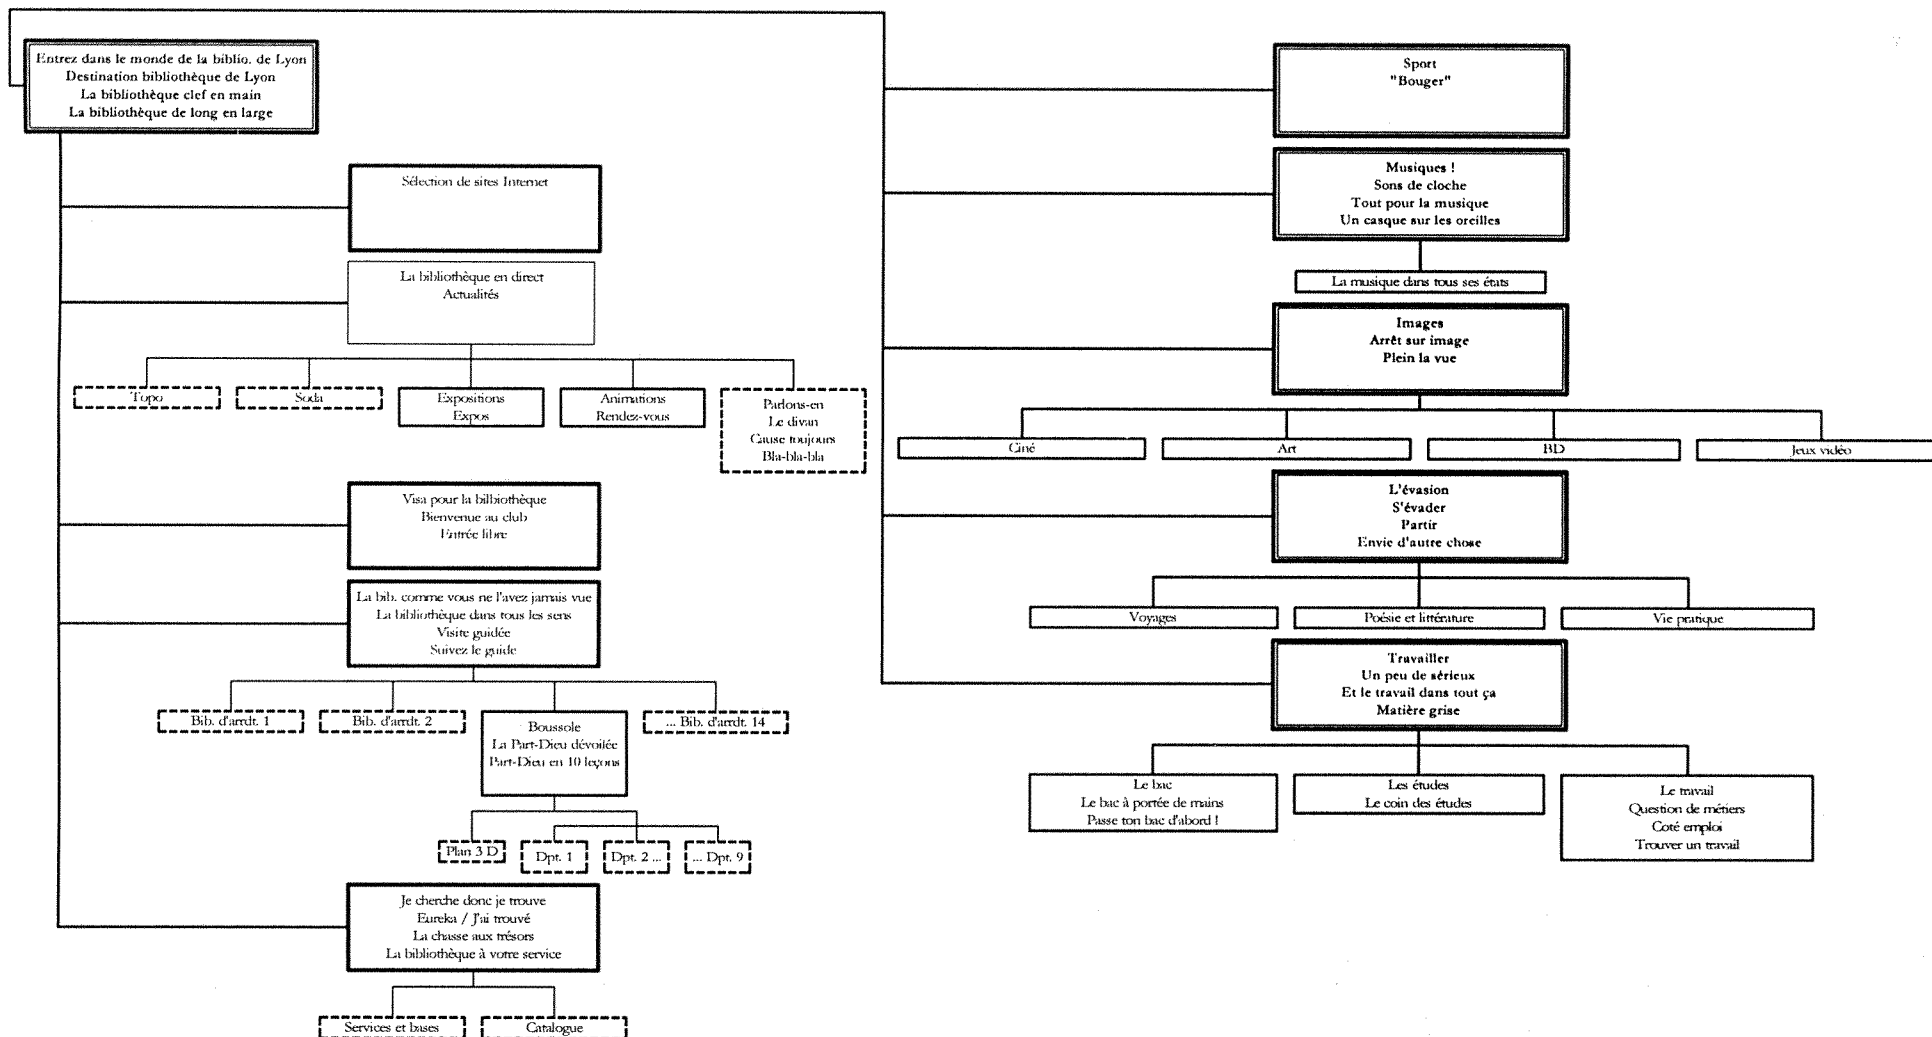 Entrez dans le monde de la biblio. de Lyon
Destination bibliothèque de Lyon
La bibliothèque clef en main
La bibliothèque de long en large
Sélection de sites Internet
La bibliothèque en direct
Actualités
Topo
Soda
Expositions
Expos
Animations
Rendez-vous
Parlons-en
Le divan
Cause toujours
Bla-bla-bla
Visa pour la bilbiothèque
Bienvenue au club
Entrée libre
La bib. comme vous ne l'avez jamais vue
La bibliothèque dans tous les sens
Visite guidée
Suivez le guide
Bib. d'arrdt. 1
Bib. d'arrdt. 2
Boussole
La Part-Dieu dévoilée
Part-Dieu en 10 leçons
... Bib. d'arrdt. 14
Plan 3 D
Dpt. 1
Dpt. 2 ...
... Dpt. 9
Je cherche donc je trouve
Eureka / J'ai trouvé
La chasse aux trésors
La bibliothèque à votre service
Services et bases
Catalogue
Sport
"Bouger"
Musiques !
Sons de cloche
Tout pour la musique
Un casque sur les oreilles
La musique dans tous ses états
Images
Arrêt sur image
Plein la vue
Ciné
Art
BD
Jeux vidéo
L'évasion
S'évader
Partir
Envie d'autre chose
Voyages
Poésie et littérature
Vie pratique
Travailler
Un peu de sérieux
Et le travail dans tout ça
Matière grise
Le bac
Le bac à portée de mains
Passe ton bac d'abord !
Les études
Le coin des études
Le travail
Question de métiers
Coté emploi
Trouver un travail